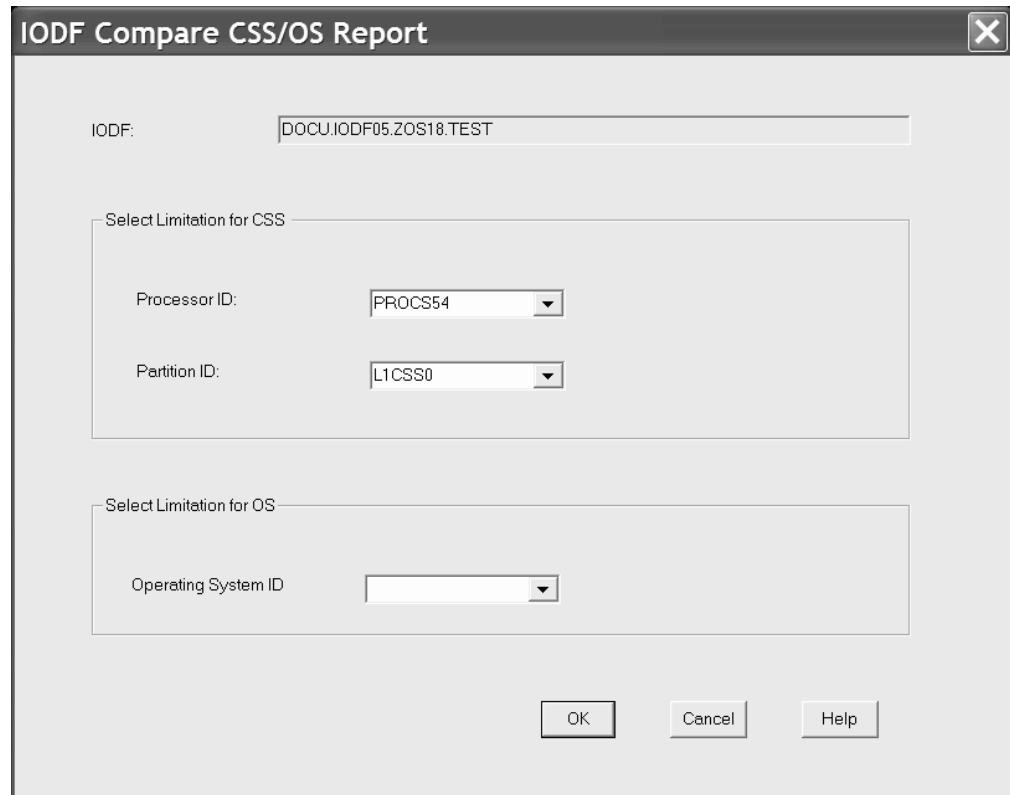 IODF Compare CSS/OS Report
IODF: DOCU.IODF05.ZOS18.TEST
Select Limitation for CSS
Processor ID: PROCS54
Partition ID: L1CSS0
Select Limitation for OS
Operating System ID
OK Cancel Help